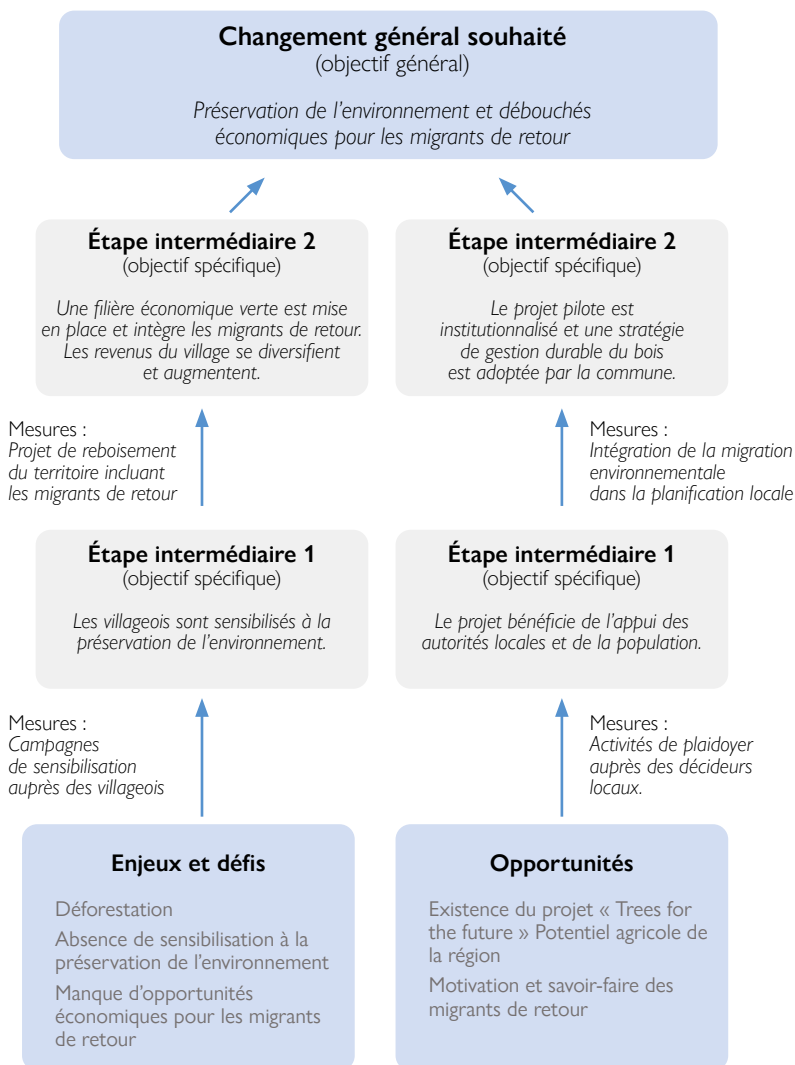 Changement général souhaité
(objectif général)
Préservation de l'environnement et débouchés
économiques pour les migrants de retour
Étape intermédiaire 2
(objectif spécifique)
Une filière économique verte est mise
en place et intègre les migrants de retour.
Les revenus du village se diversifient
et augmentent.
Étape intermédiaire 2
(objectif spécifique)
Le projet pilote est
institutionnalisé et une stratégie
de gestion durable du bois
est adoptée par la commune.
Mesures :
Projet de reboisement
du territoire incluant
les migrants de retour
Mesures :
Intégration de la migration
environnementale
dans la planification locale
Étape intermédiaire 1
(objectif spécifique)
Les villageois sont sensibilisés à la
préservation de l'environnement.
Étape intermédiaire 1
(objectif spécifique)
Le projet bénéficie de l'appui des
autorités locales et de la population.
Mesures :
Campagnes
de sensibilisation
auprès des villageois
Mesures :
Activités de plaidoyer
auprès des décideurs
locaux.
Enjeux et défis
Déforestation
Absence de sensibilisation à la
préservation de l'environnement
Manque d'opportunités
économiques pour les migrants
de retour
Opportunités
Existence du projet « Trees for
the future » Potentiel agricole de
la région
Motivation et savoir-faire des
migrants de retour